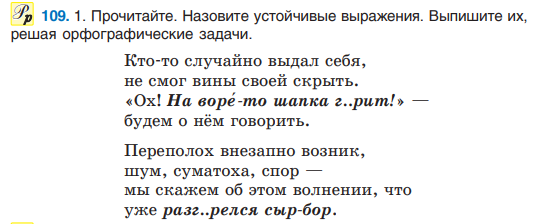 Рр 109. 1. Прочитайте. Назовите устойчивые выражения. Выпишите их,
решая орфографические задачи.
Кто-то случайно выдал себя,
не смог вины своей скрыть.
«Ох! На воре́-то шапка г..рит!» —
будем о нём говорить.
Переполох внезапно возник,
шум, суматоха, спор —
мы скажем об этом волнении, что
уже разг..релся сыр-бор.